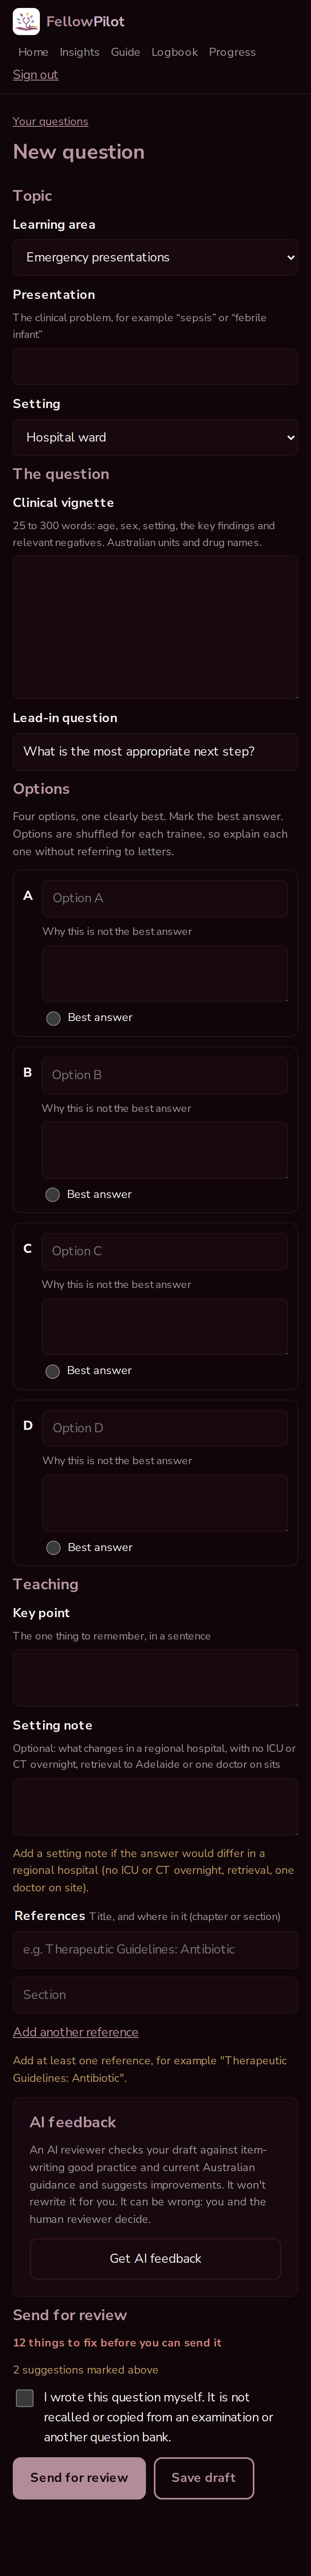 FellowPilot
Home Insights Guide Logbook Progress
Sign out
Your questions
New question
Topic
Learning area
Emergency presentations
Presentation
The clinical problem, for example “sepsis” or “febrile
infant”
Setting
Hospital ward
The question
Clinical vignette
25 to 300 words: age, sex, setting, the key findings and
relevant negatives. Australian units and drug names.
Lead-in question
What is the most appropriate next step?
Options
Four options, one clearly best. Mark the best answer.
Options are shuffled for each trainee, so explain each
one without referring to letters.
A Option A
Why this is not the best answer
Best answer
B Option B
Why this is not the best answer
Best answer
C Option C
Why this is not the best answer
Best answer
D Option D
Why this is not the best answer
Best answer
Teaching
Key point
The one thing to remember, in a sentence
Setting note
Optional: what changes in a regional hospital, with no ICU or
CT overnight, retrieval to Adelaide or one doctor on sits
Add a setting note if the answer would differ in a
regional hospital (no ICU or CT overnight, retrieval, one
doctor on site).
References Title, and where in it (chapter or section)
e.g. Therapeutic Guidelines: Antibiotic
Section
Add another reference
Add at least one reference, for example "Therapeutic
Guidelines: Antibiotic".
AI feedback
An AI reviewer checks your draft against item-
writing good practice and current Australian
guidance and suggests improvements. It won't
rewrite it for you. It can be wrong: you and the
human reviewer decide.
Get AI feedback
Send for review
12 things to fix before you can send it
2 suggestions marked above
I wrote this question myself. It is not
recalled or copied from an examination or
another question bank.
Send for review Save draft